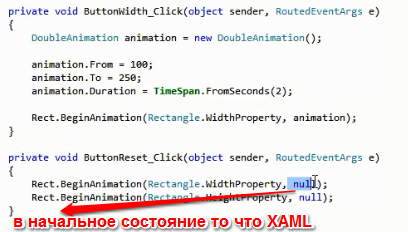 private void ButtonWidth_Click(object sender, RoutedEventArgs e)
{
DoubleAnimation animation = new DoubleAnimation();
animation.From = 100;
animation.To = 250;
animation.Duration = TimeSpan.FromSeconds(2);
Rect.BeginAnimation(Rectangle.WidthProperty, animation);
}
private void ButtonReset_Click(object sender, RoutedEventArgs e)
{
Rect.BeginAnimation(Rectangle.WidthProperty, null);
Rect.BeginAnimation(Rectangle.HeightProperty, null);
}
в начальное состояние то что XAML